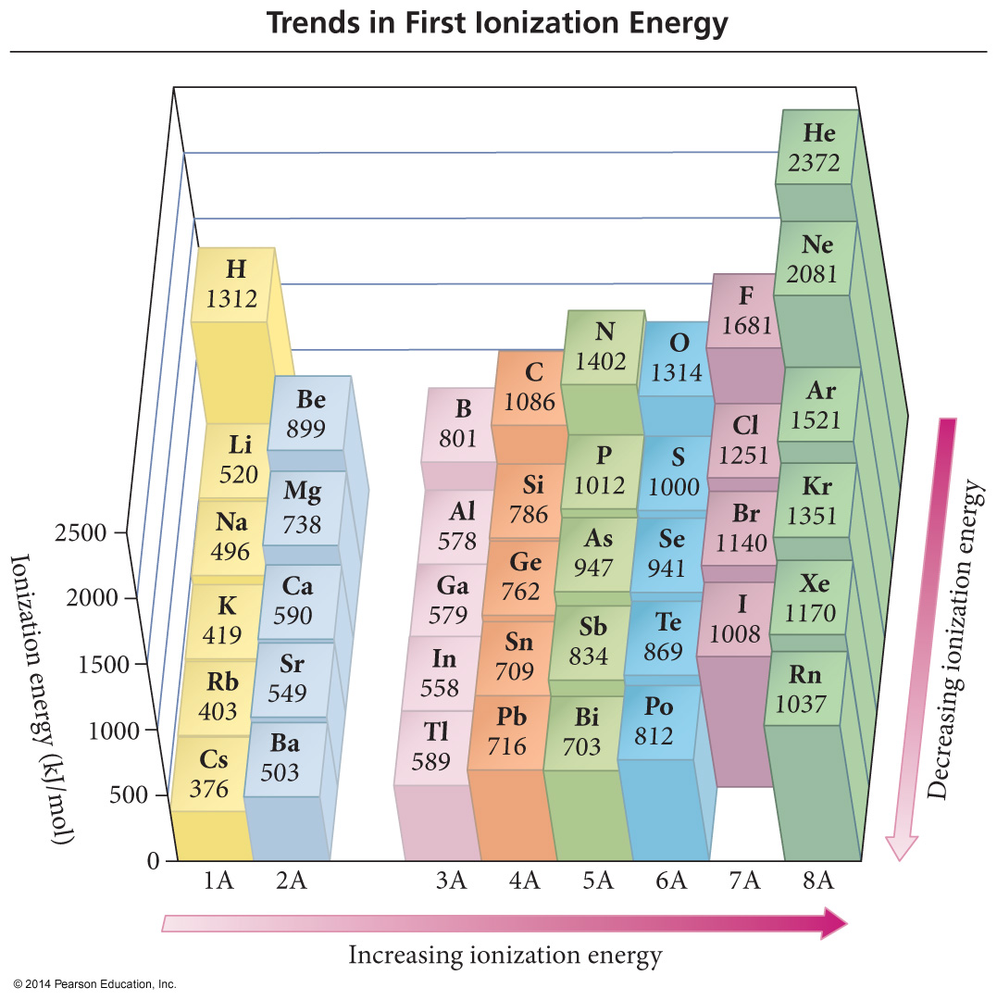 Trends in First Ionization Energy
He
2372
Ne
2081
H
1312
F
1681
N
1402
O
1314
C
1086
Ar
1521
Be
899
B
801
Cl
1251
Li
520
P
1012
S
1000
Kr
1351
Mg
738
Si
786
Al
578
Br
1140
Na
496
As
947
Se
941
Ge
762
Xe
1170
Ca
590
Ga
579
K
419
I
1008
Te
869
Sb
834
Sn
709
In
558
Sr
549
Rb
403
Rn
1037
Po
812
Bi
703
Pb
716
Tl
589
Ba
503
Cs
376
2500
2000
1500
1000
500
0
Ionization energy (kJ/mol)
Decreasing ionization energy
1A 2A 3A 4A 5A 6A 7A 8A
Increasing ionization energy
© 2014 Pearson Education, Inc.